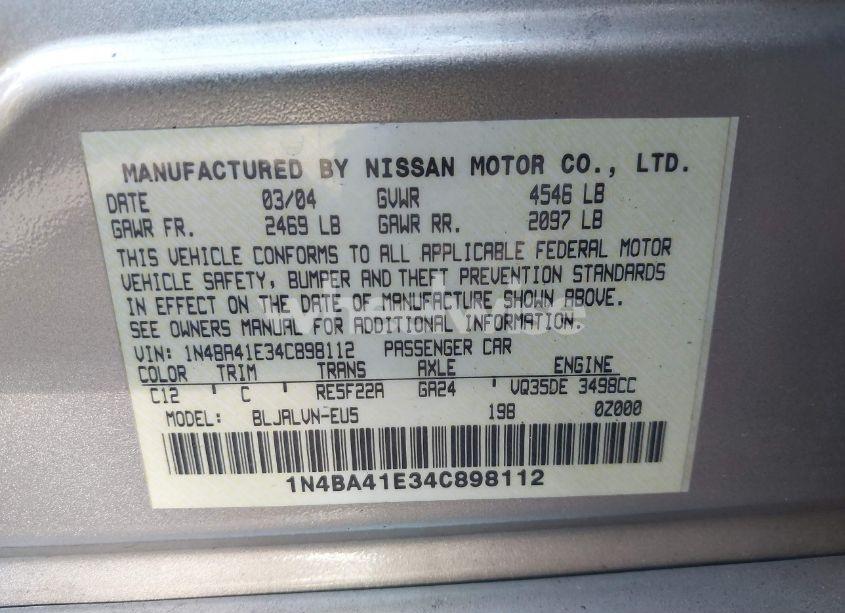 MANUFACTURED BY NISSAN MOTOR CO., LTD.
DATE 03/04 GVWR 4546 LB
GAWR FR. 2469 LB GAWR RR. 2097 LB
THIS VEHICLE CONFORMS TO ALL APPLICABLE FEDERAL MOTOR
VEHICLE SAFETY, BUMPER AND THEFT PREVENTION STANDARDS
IN EFFECT ON THE DATE OF MANUFACTURE SHOWN ABOVE.
SEE OWNERS MANUAL FOR ADDITIONAL INFORMATION.
VIN: 1N4BA41E34C898112 PASSENGER CAR
COLOR TRIM TRANS AXLE ENGINE
C12 C RE5F22A GA24 VQ35DE 3498CC
MODEL: BLJALVN-EU5 198 0Z000
1N4BA41E34C898112